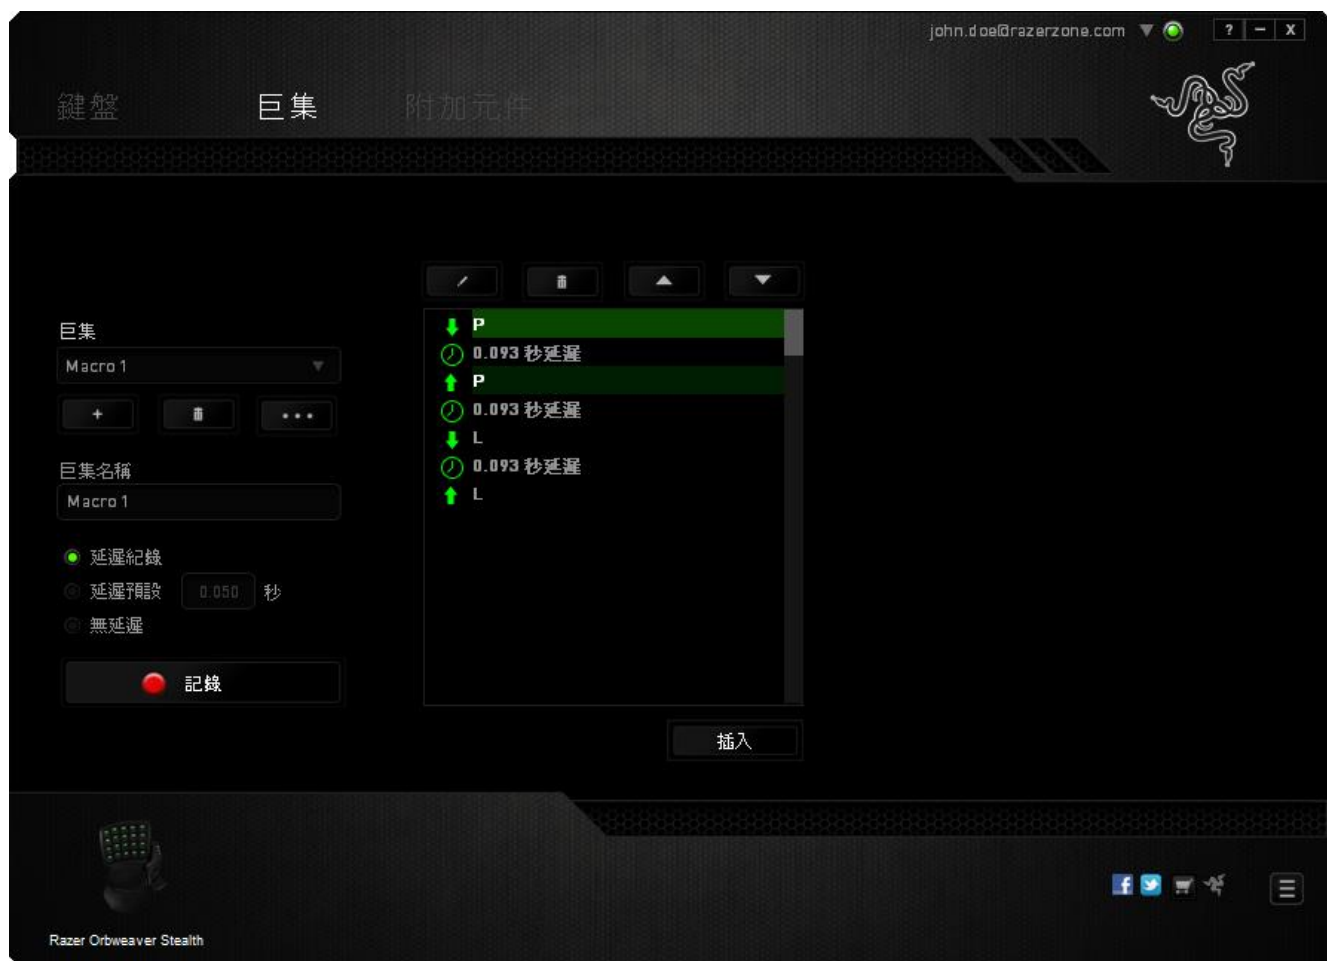 john.doe@razerzone.com
? – X
鍵盤 巨集 附加元件
巨集
Macro 1
+
巨集名稱
Macro 1
延遲紀錄
延遲預設 0.050 秒
無延遲
記錄
P
0.093 秒延遲
P
0.093 秒延遲
L
0.093 秒延遲
L
插入
Razer Orbweaver Stealth